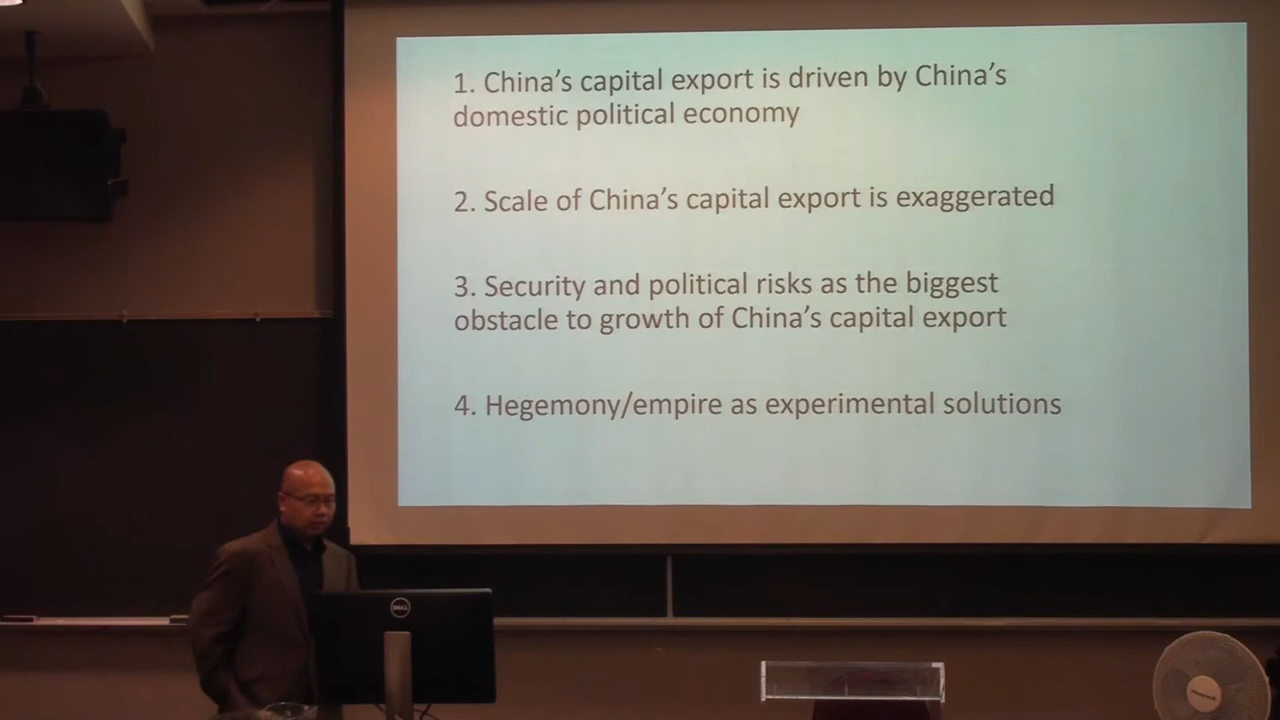 1. China’s capital export is driven by China’s
domestic political economy
2. Scale of China’s capital export is exaggerated
3. Security and political risks as the biggest
obstacle to growth of China’s capital export
4. Hegemony/empire as experimental solutions
DELL
Honeywell